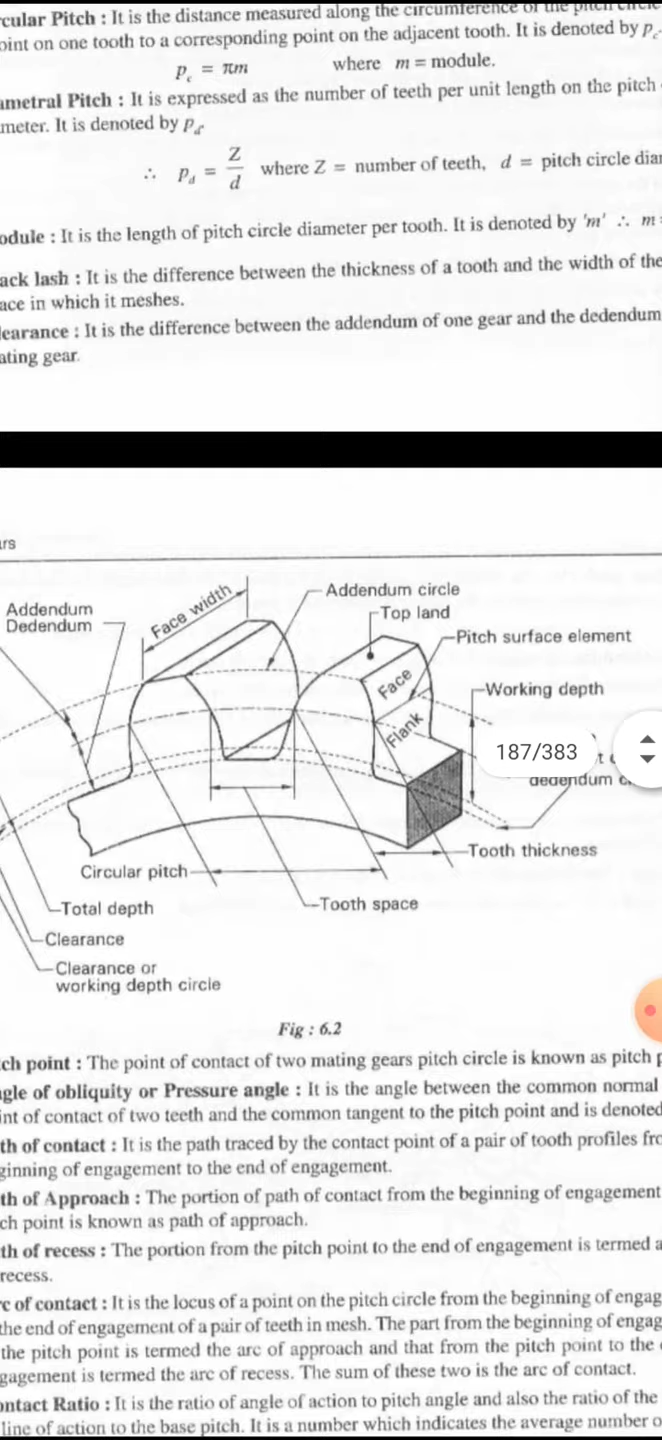 cular Pitch : It is the distance measured along the circumference of the pitch circle
oint on one tooth to a corresponding point on the adjacent tooth. It is denoted by p_c.
p_c = πm where m = module.
ametral Pitch : It is expressed as the number of teeth per unit length on the pitch
meter. It is denoted by p_d.
∴ p_d = Z/d where Z = number of teeth, d = pitch circle diar
odule : It is the length of pitch circle diameter per tooth. It is denoted by 'm' ∴ m =
ack lash : It is the difference between the thickness of a tooth and the width of the
ace in which it meshes.
learance : It is the difference between the addendum of one gear and the dedendum
ating gear.
ars
Addendum
Dedendum
Face width
Addendum circle
Top land
Pitch surface element
Face
Working depth
Flank
187/383
dedendum c
Tooth thickness
Circular pitch
Total depth
Tooth space
Clearance
Clearance or
working depth circle
Fig : 6.2
ch point : The point of contact of two mating gears pitch circle is known as pitch p
gle of obliquity or Pressure angle : It is the angle between the common normal
int of contact of two teeth and the common tangent to the pitch point and is denoted
th of contact : It is the path traced by the contact point of a pair of tooth profiles fro
ginning of engagement to the end of engagement.
th of Approach : The portion of path of contact from the beginning of engagement
ch point is known as path of approach.
th of recess : The portion from the pitch point to the end of engagement is termed a
recess.
c of contact : It is the locus of a point on the pitch circle from the beginning of engag
the end of engagement of a pair of teeth in mesh. The part from the beginning of engag
the pitch point is termed the arc of approach and that from the pitch point to the
gagement is termed the arc of recess. The sum of these two is the arc of contact.
ontact Ratio : It is the ratio of angle of action to pitch angle and also the ratio of the
line of action to the base pitch. It is a number which indicates the average number o